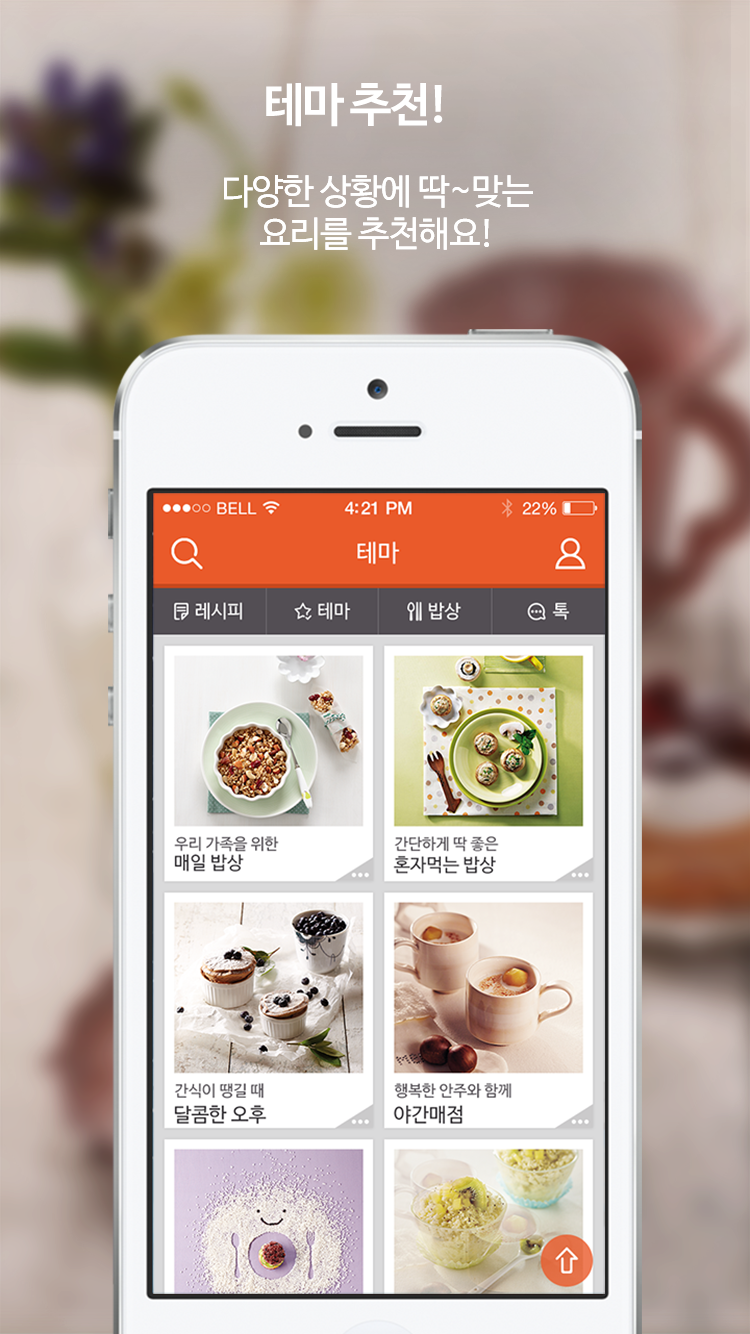 테마 추천!
다양한 상황에 딱~맞는
요리를 추천해요!
BELL 4:21 PM 22%
테마
레시피 테마 밥상 톡
우리 가족을 위한
매일 밥상
간단하게 딱 좋은
혼자먹는 밥상
간식이 땡길 때
달콤한 오후
행복한 안주와 함께
야간매점